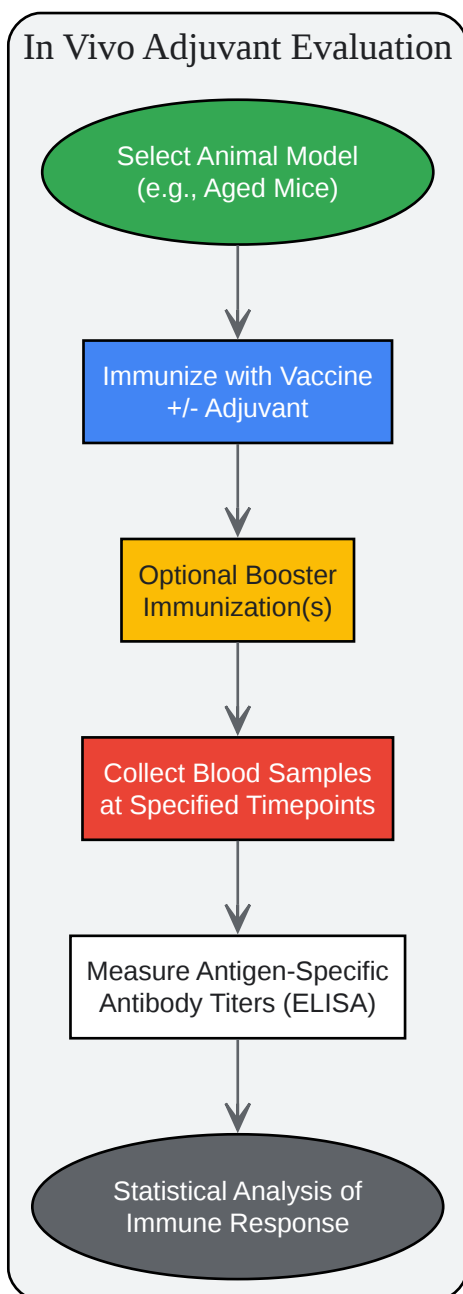 In Vivo Adjuvant Evaluation
Select Animal Model
(e.g., Aged Mice)
Immunize with Vaccine
+/- Adjuvant
Optional Booster
Immunization(s)
Collect Blood Samples
at Specified Timepoints
Measure Antigen-Specific
Antibody Titers (ELISA)
Statistical Analysis of
Immune Response